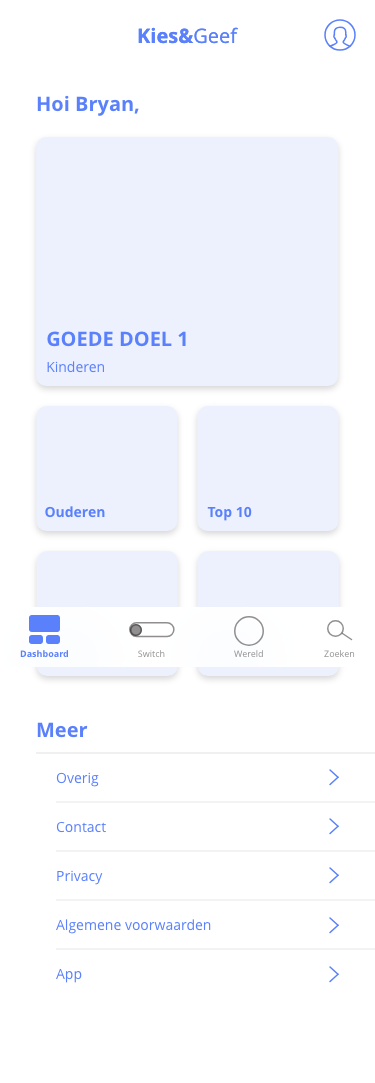 Kies&Geef
Hoi Bryan,
GOEDE DOEL 1
Kinderen
Ouderen
Top 10
Dashboard
Switch
Wereld
Zoeken
Meer
Overig
Contact
Privacy
Algemene voorwaarden
App